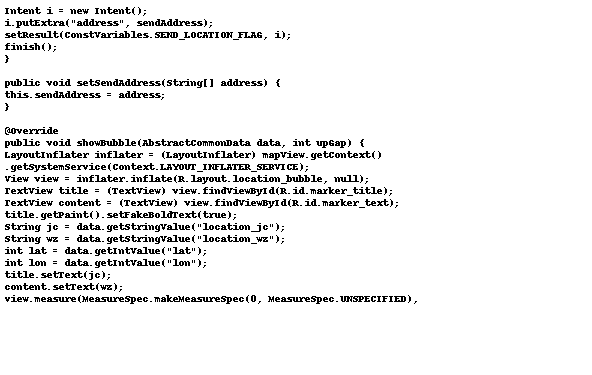 Intent i = new Intent();
i.putExtra("address", sendAddress);
setResult(ConstVariables.SEND_LOCATION_FLAG, i);
finish();
}
public void setSendAddress(String[] address) {
this.sendAddress = address;
}
@Override
public void showBubble(AbstractCommonData data, int upGap) {
LayoutInflater inflater = (LayoutInflater) mapView.getContext()
.getSystemService(Context.LAYOUT_INFLATER_SERVICE);
View view = inflater.inflate(R.layout.location_bubble, null);
TextView title = (TextView) view.findViewById(R.id.marker_title);
TextView content = (TextView) view.findViewById(R.id.marker_text);
title.getPaint().setFakeBoldText(true);
String jc = data.getStringValue("location_jc");
String wz = data.getStringValue("location_wz");
int lat = data.getIntValue("lat");
int lon = data.getIntValue("lon");
title.setText(jc);
content.setText(wz);
view.measure(MeasureSpec.makeMeasureSpec(0, MeasureSpec.UNSPECIFIED),